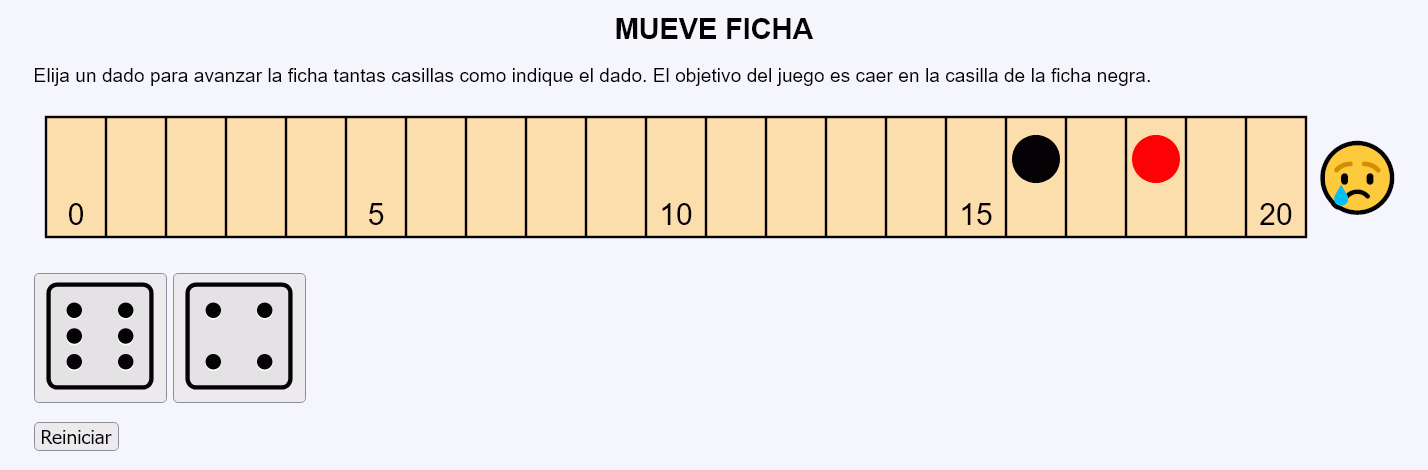 MUEVE FICHA
Elija un dado para avanzar la ficha tantas casillas como indique el dado. El objetivo del juego es caer en la casilla de la ficha negra.
0 5 10 15 20
Reiniciar